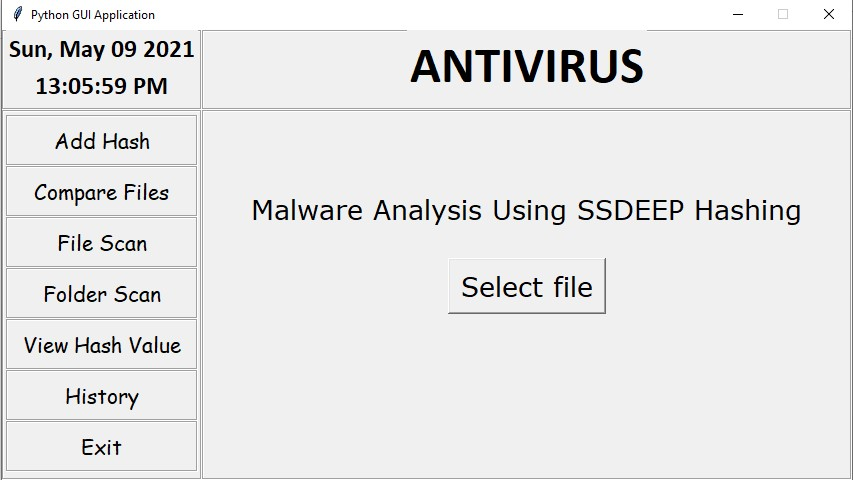 Python GUI Application
Sun, May 09 2021
13:05:59 PM
ANTIVIRUS
Add Hash
Compare Files
File Scan
Folder Scan
View Hash Value
History
Exit
Malware Analysis Using SSDEEP Hashing
Select file